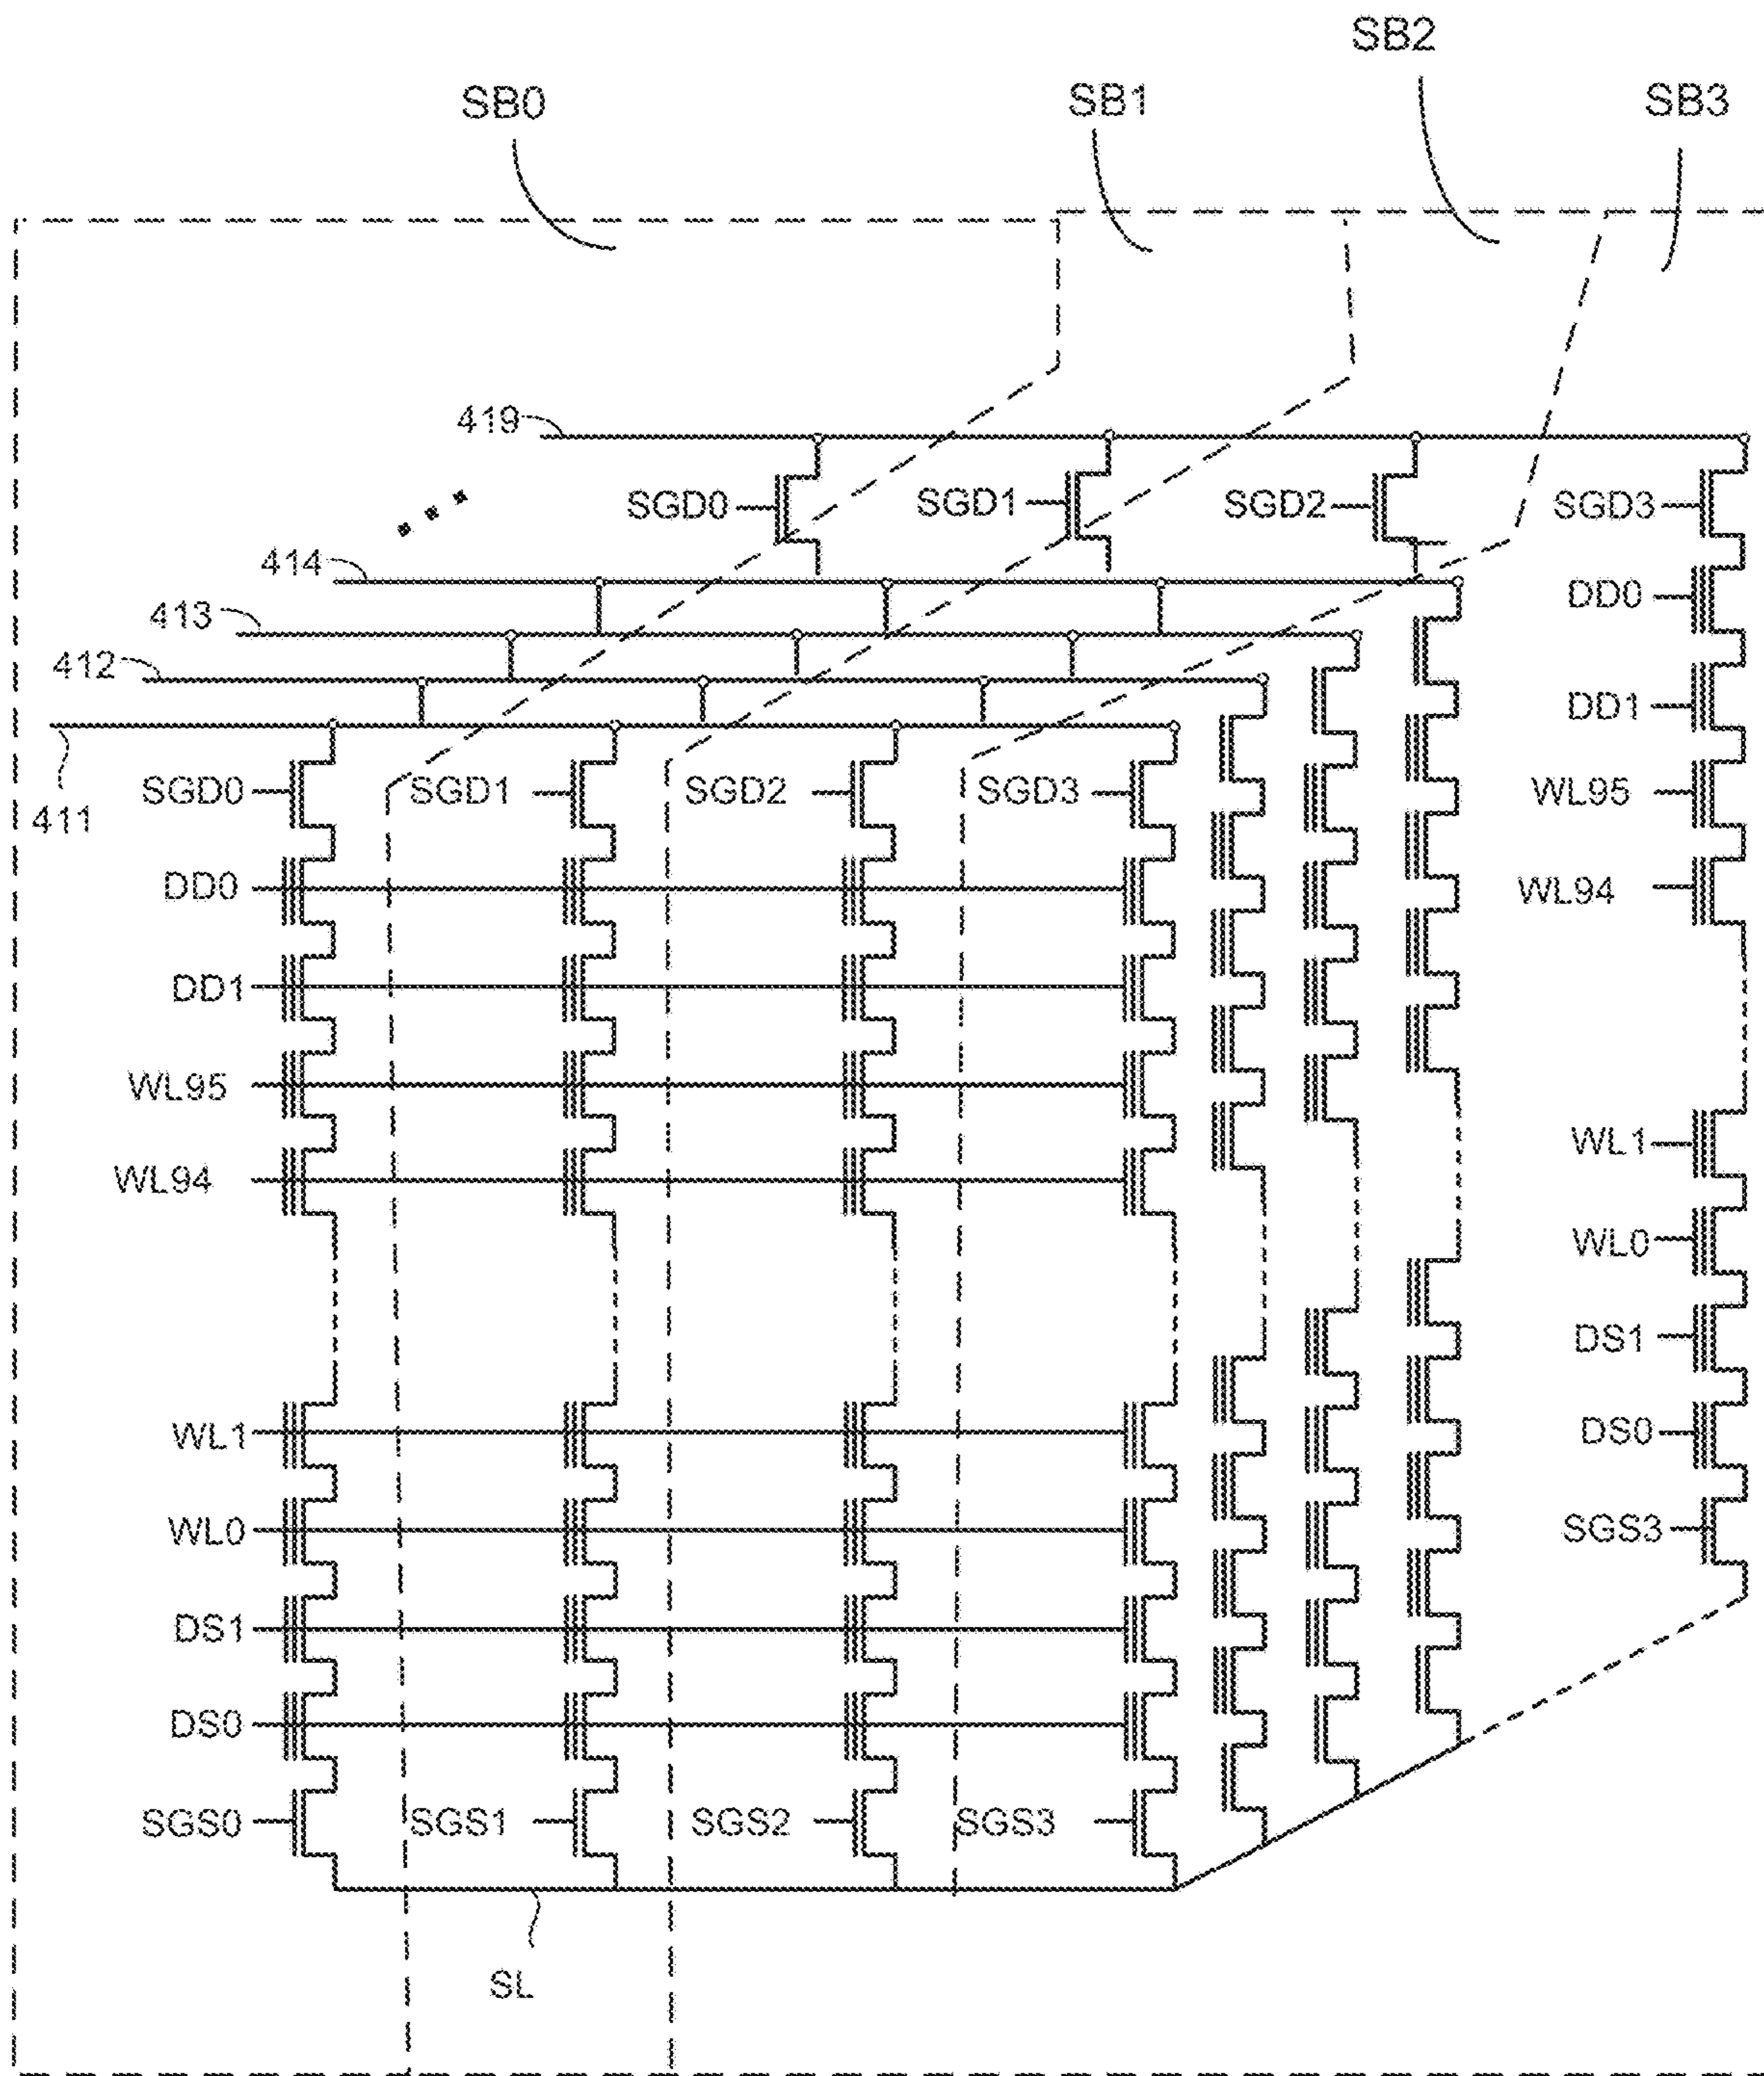 SB2
SB0 SB1 SB3
419
SGD0 SGD1 SGD2 SGD3
414
DD0
413
412
DD1
411
SGD0 SGD1 SGD2 SGD3
WL95
DD0
WL94
DD1
WL95
WL94
WL1
WL0
DS1
WL1
DS0
WL0
SGS3
DS1
DS0
SGS0 SGS1 SGS2 SGS3
SL